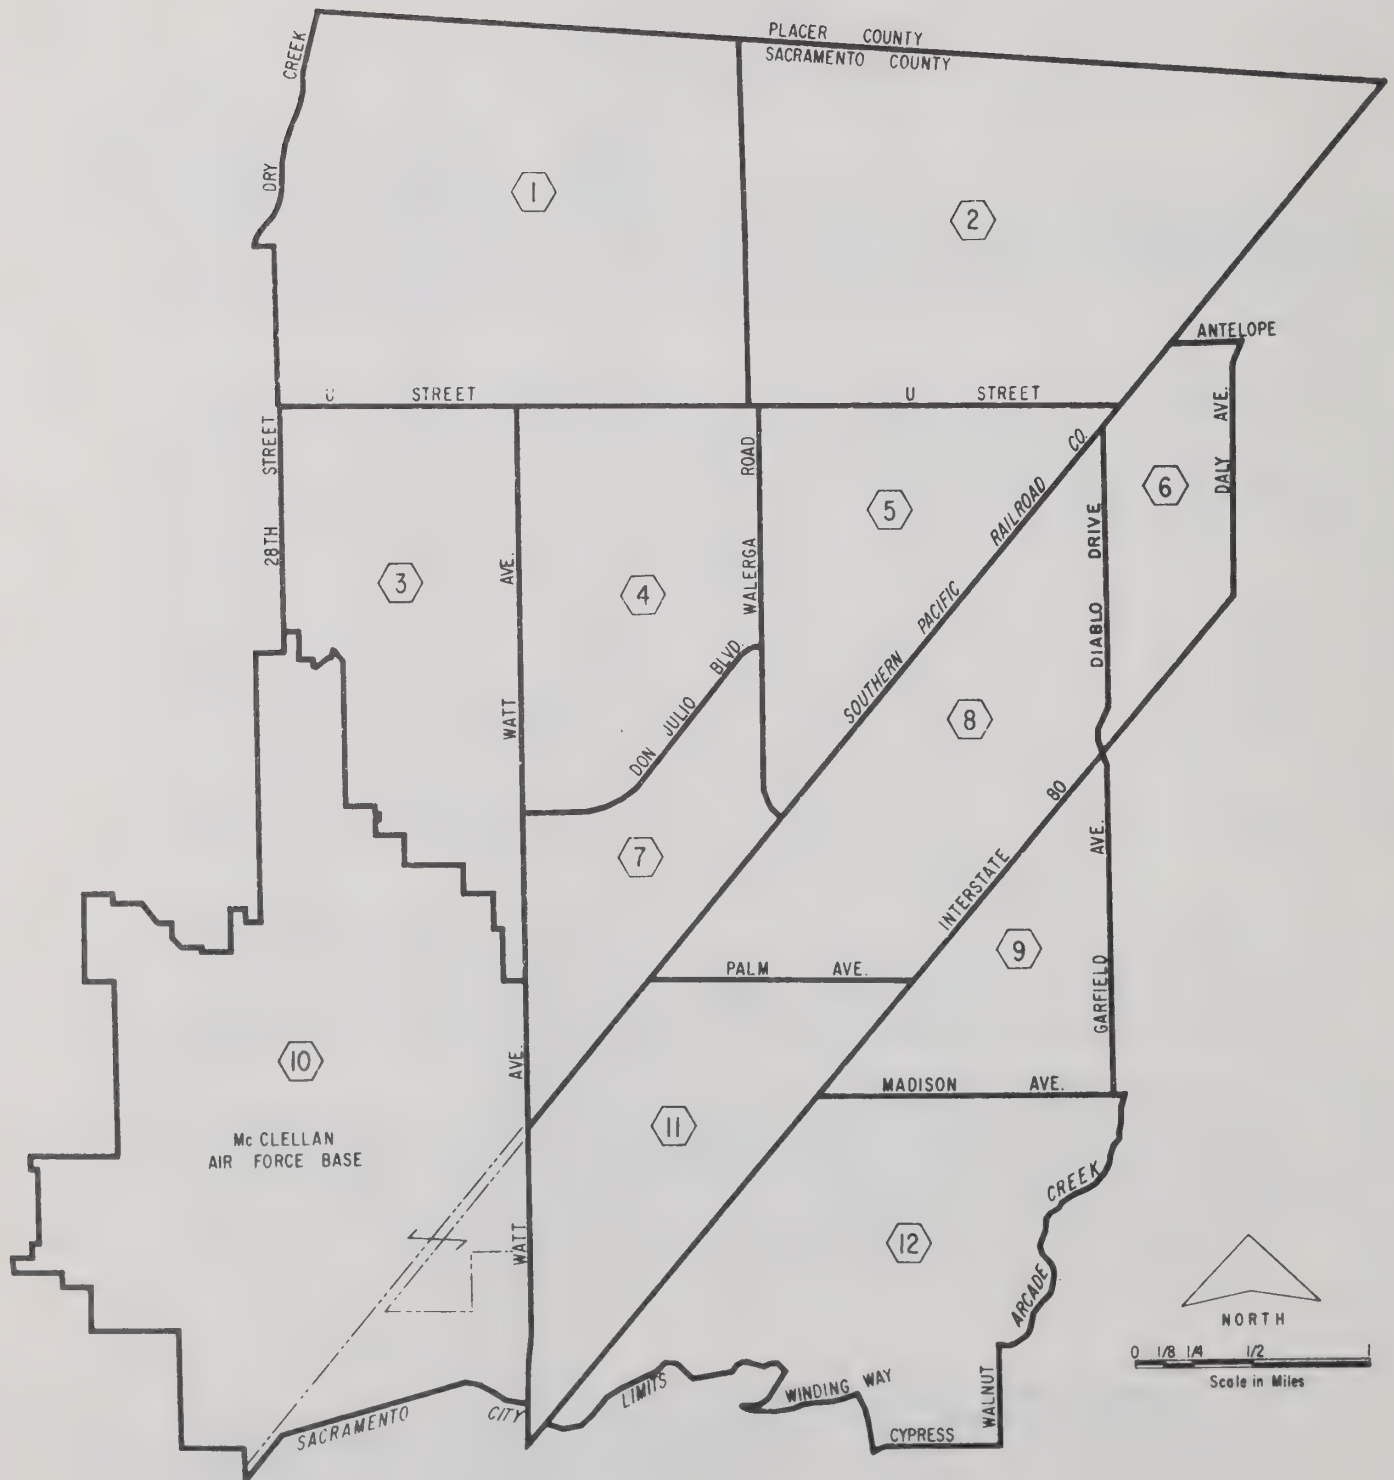 PLACER COUNTY
SACRAMENTO COUNTY
DRY CREEK
1
2
ANTELOPE
U STREET
U STREET
28TH STREET
WATT AVE.
WALERGA ROAD
SOUTHERN PACIFIC RAILROAD CO.
DIABLO DRIVE
DALY AVE.
3
4
5
6
DON JULIO BLVD.
7
8
INTERSTATE 80
9
GARFIELD AVE.
PALM AVE.
10
Mc CLELLAN
AIR FORCE BASE
WATT AVE.
11
MADISON AVE.
12
ARCADE CREEK
NORTH
0 1/8 1/4 1/2 1
Scale in Miles
SACRAMENTO CITY LIMITS
WINDING WAY
CYPRESS
WALNUT